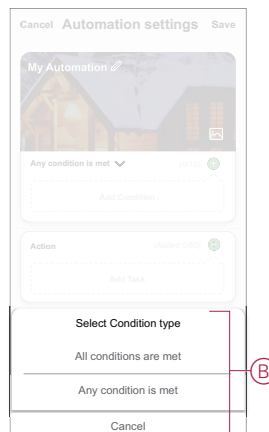 Cancel Automation settings Save
My Automation
Any condition is met
Add Condition
Action
Add Task
Select Condition type
All conditions are met
Any condition is met
Cancel
B